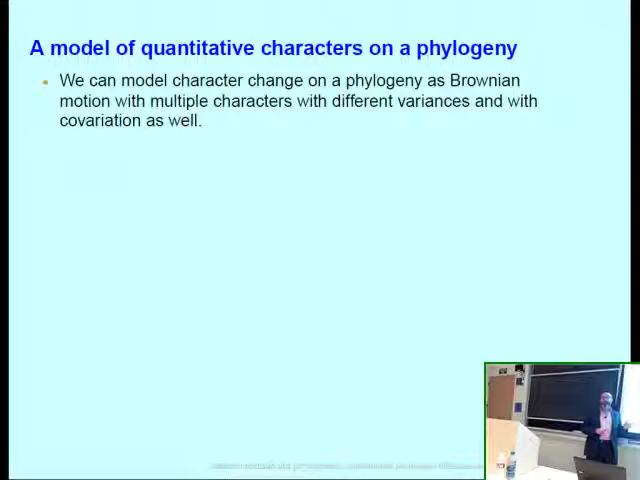 A model of quantitative characters on a phylogeny
We can model character change on a phylogeny as Brownian
motion with multiple characters with different variances and with
covariation as well.